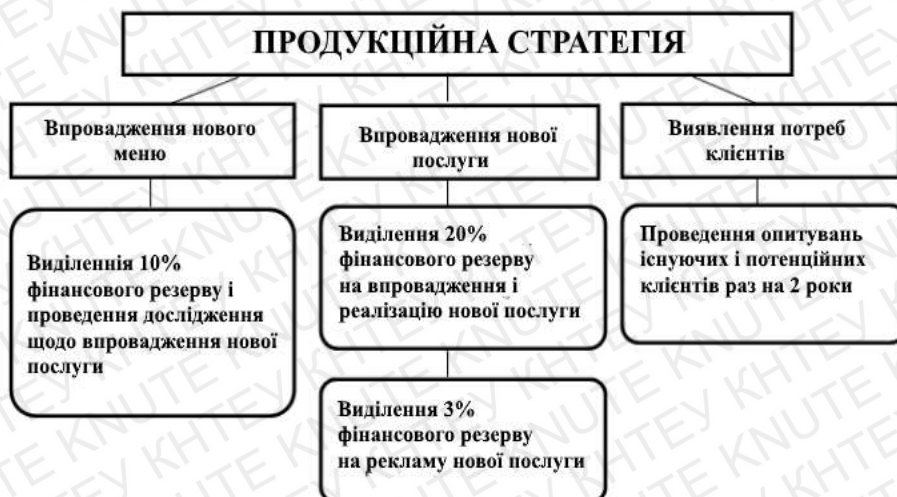 ПРОДУКЦІЙНА СТРАТЕГІЯ
Впровадження нового
меню
Впровадження нової
послуги
Виявлення потреб
клієнтів
Виділеннія 10%
фінансового резерву і
проведення дослідження
щодо впровадження нової
послуги
Виділення 20%
фінансового резерву
на впровадження і
реалізацію нової послуги
Проведення опитувань
існуючих і потенційних
клієнтів раз на 2 роки
Виділення 3%
фінансового резерву
на рекламу нової послуги